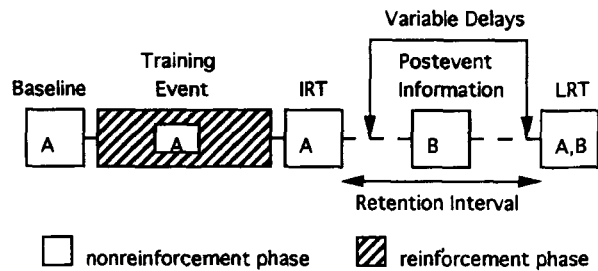 Variable Delays
Training
Event
Postevent
Information
Baseline
IRT
LRT
A
A
A
B
A,B
Retention Interval
nonreinforcement phase
reinforcement phase